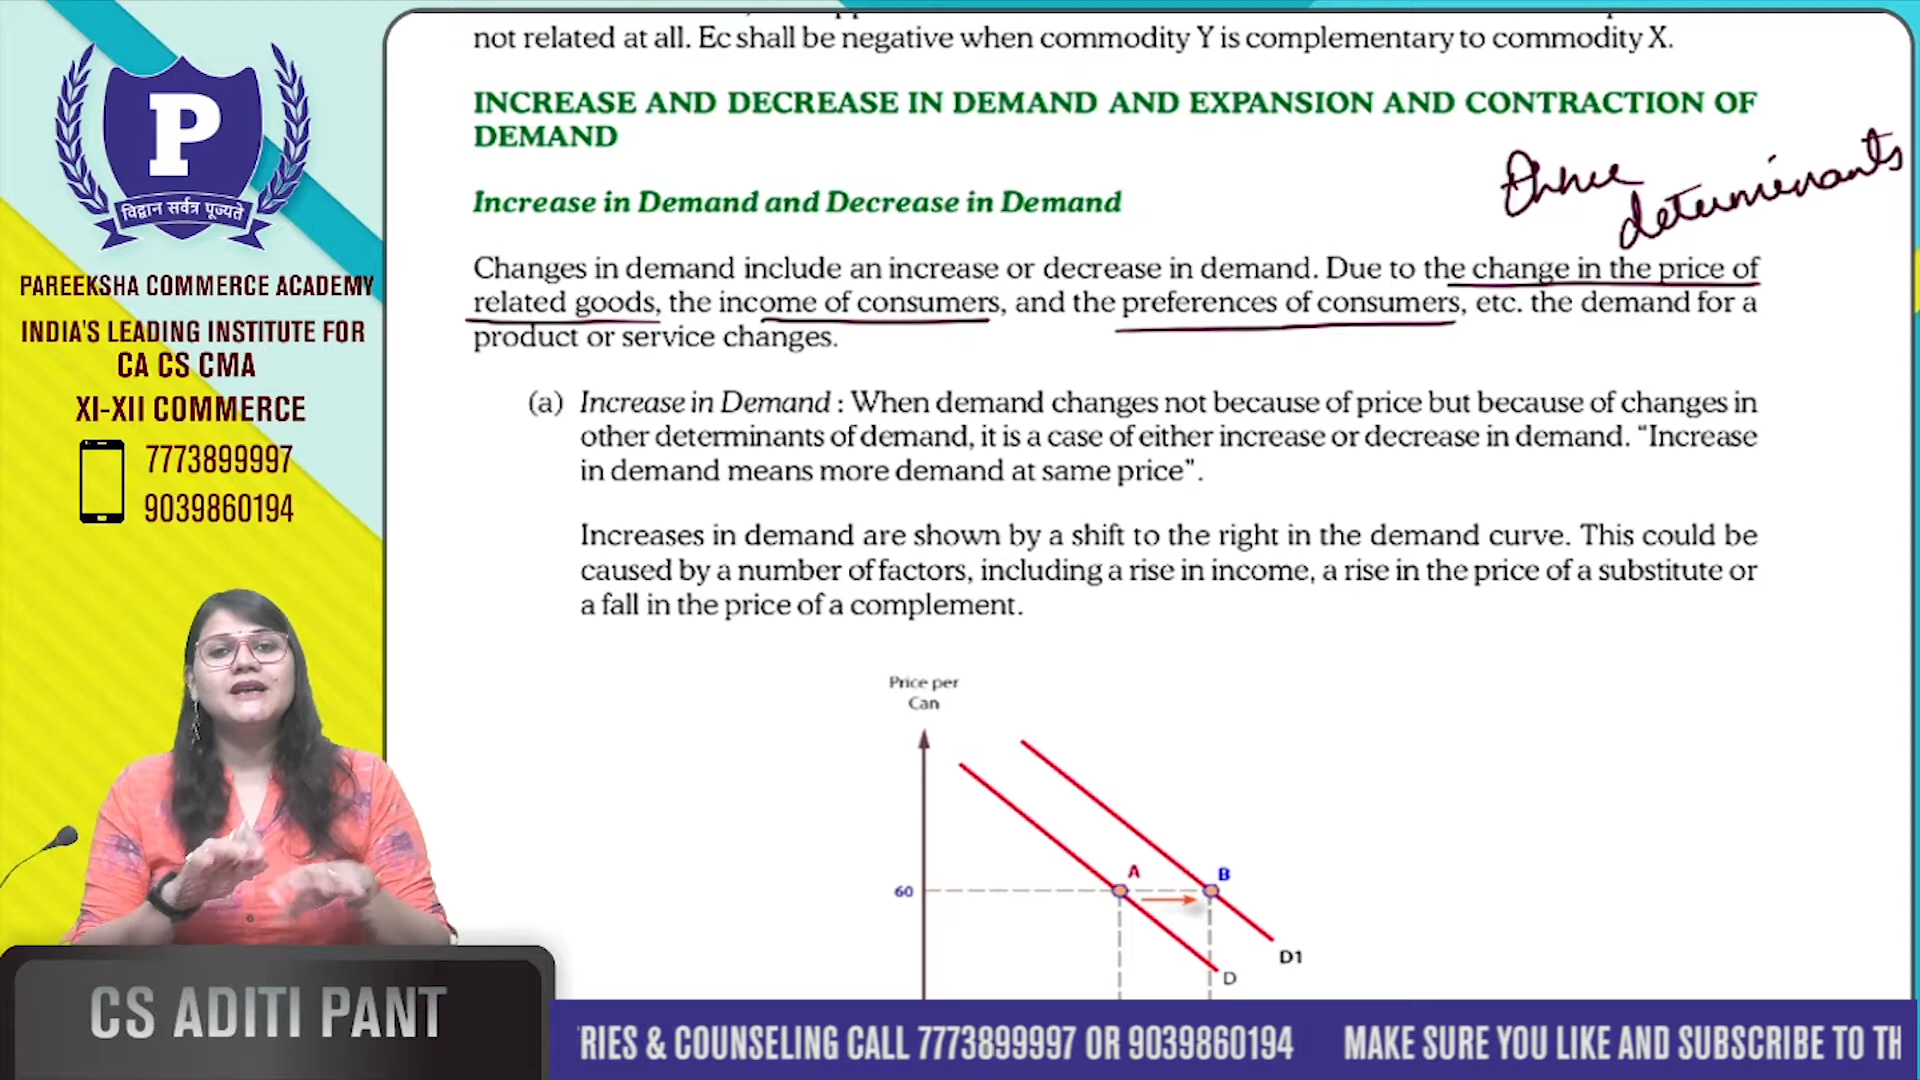 not related at all. Ec shall be negative when commodity Y is complementary to commodity X.
INCREASE AND DECREASE IN DEMAND AND EXPANSION AND CONTRACTION OF
DEMAND
Increase in Demand and Decrease in Demand
determinants
Changes in demand include an increase or decrease in demand. Due to the change in the price of
related goods, the income of consumers, and the preferences of consumers, etc. the demand for a
product or service changes.
(a) Increase in Demand : When demand changes not because of price but because of changes in
other determinants of demand, it is a case of either increase or decrease in demand. “Increase
in demand means more demand at same price”.
Increases in demand are shown by a shift to the right in the demand curve. This could be
caused by a number of factors, including a rise in income, a rise in the price of a substitute or
a fall in the price of a complement.
Price per
Can
A
B
60
D1
D
P
विद्वान सर्वत्र पूज्यते
PAREEKSHA COMMERCE ACADEMY
INDIA'S LEADING INSTITUTE FOR
CA CS CMA
XI-XII COMMERCE
7773899997
9039860194
CS ADITI PANT
RIES & COUNSELING CALL 7773899997 OR 9039860194 MAKE SURE YOU LIKE AND SUBSCRIBE TO TH